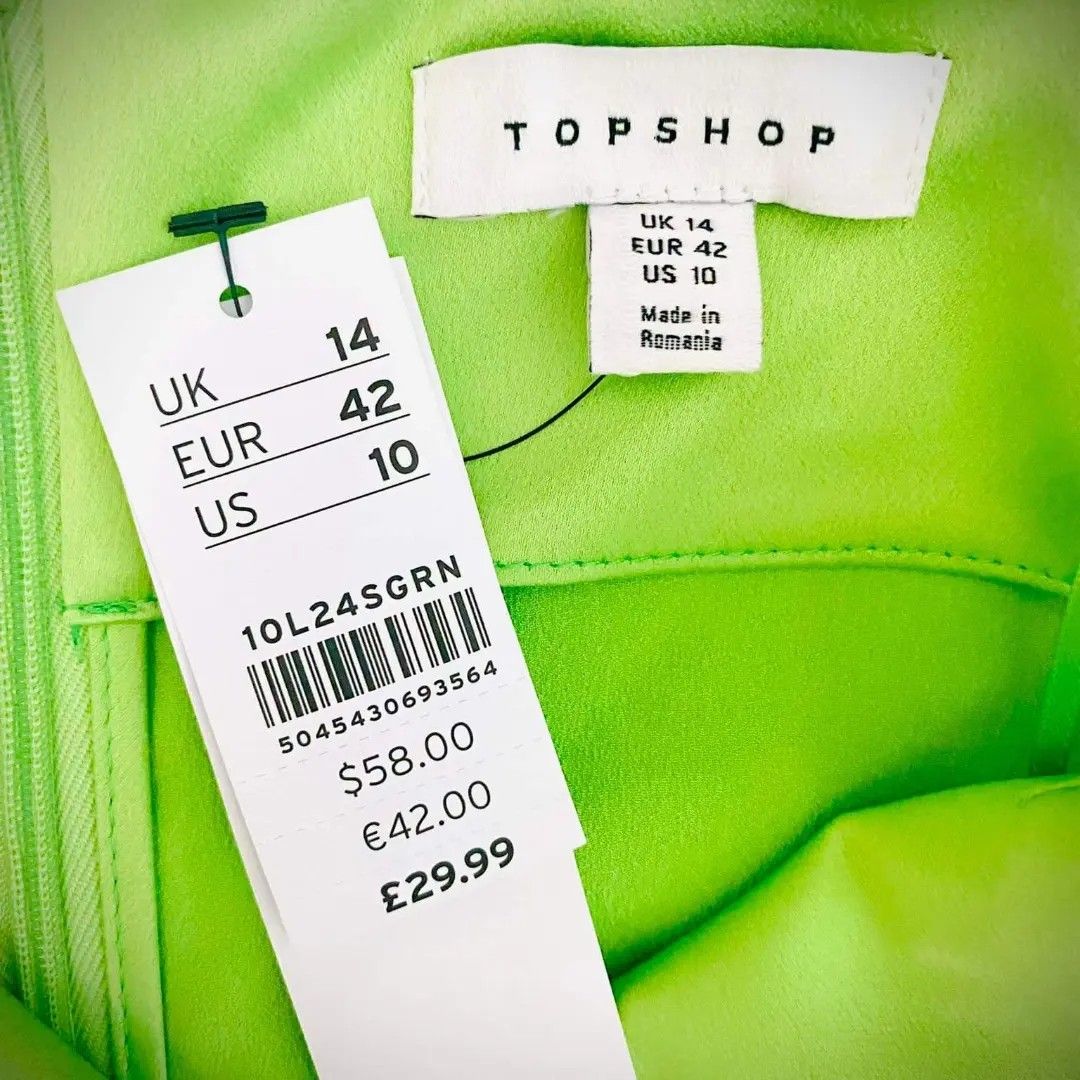 TOPSHOP
UK 14
EUR 42
US 10
Made in
Romania
UK 14
EUR 42
US 10
10L24SGRN
5045430693564
$58.00
€42.00
£29.99